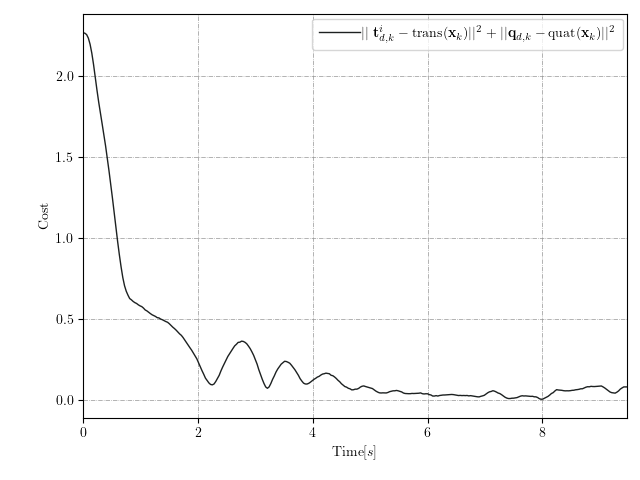 || t^i_{d,k} − trans(x_k)||² + ||q_{d,k} − quat(x_k)||²
2.0
1.5
1.0
0.5
0.0
Cost
0 2 4 6 8
Time[s]